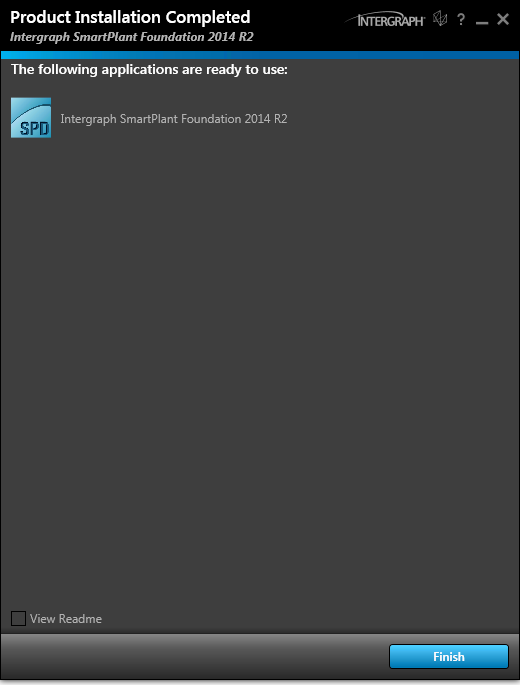 Product Installation Completed
INTERGRAPH
?
Intergraph SmartPlant Foundation 2014 R2
The following applications are ready to use:
SPD
Intergraph SmartPlant Foundation 2014 R2
View Readme
Finish